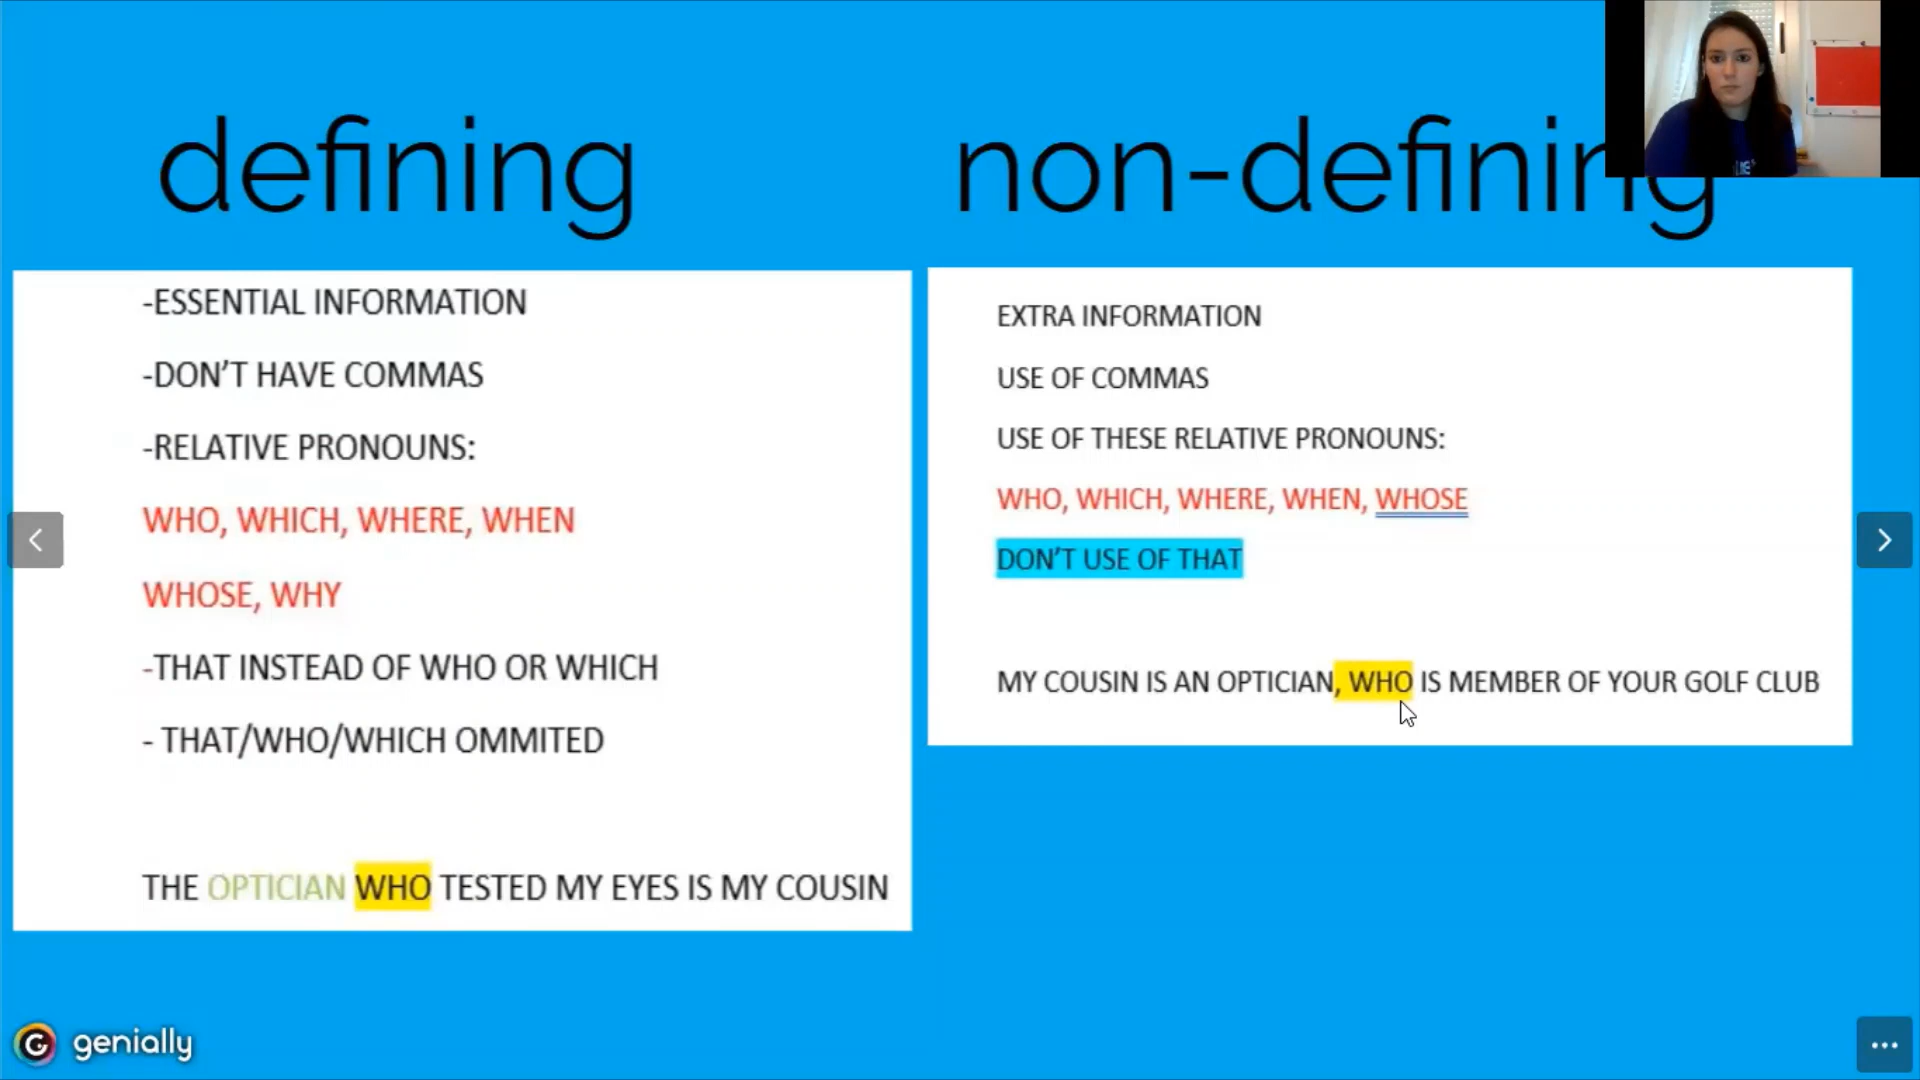 defining
-ESSENTIAL INFORMATION
-DON'T HAVE COMMAS
-RELATIVE PRONOUNS:
WHO, WHICH, WHERE, WHEN
WHOSE, WHY
-THAT INSTEAD OF WHO OR WHICH
- THAT/WHO/WHICH OMMITED
THE OPTICIAN WHO TESTED MY EYES IS MY COUSIN
non-defining
EXTRA INFORMATION
USE OF COMMAS
USE OF THESE RELATIVE PRONOUNS:
WHO, WHICH, WHERE, WHEN, WHOSE
DON'T USE OF THAT
MY COUSIN IS AN OPTICIAN, WHO IS MEMBER OF YOUR GOLF CLUB
genially